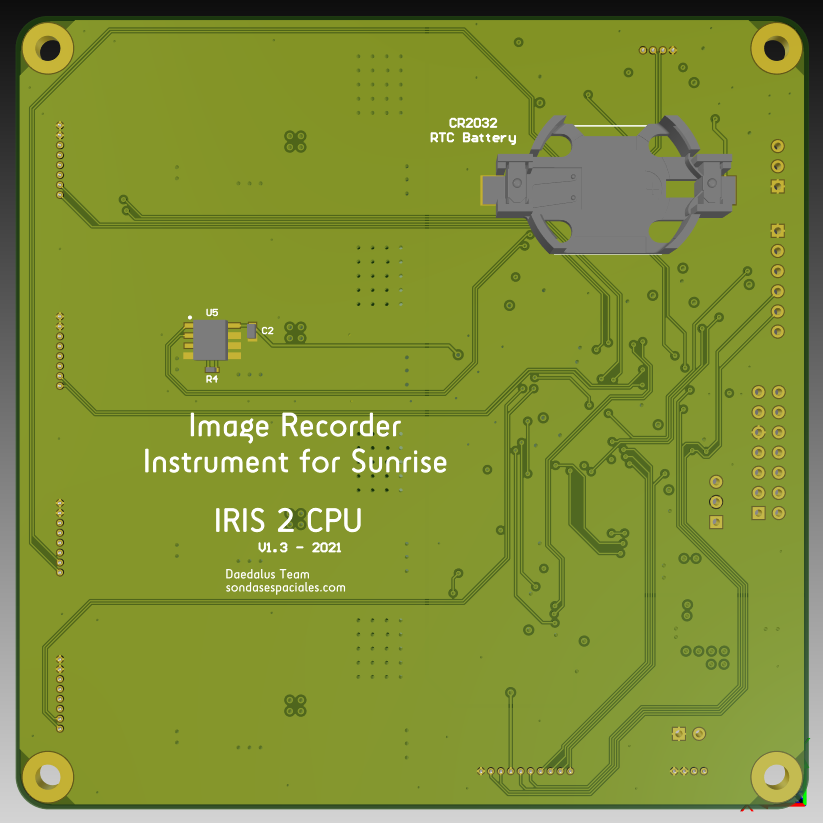 CR2032
RTC Battery
U5
C2
R4
Image Recorder
Instrument for Sunrise
IRIS 2 CPU
V1.3 - 2021
Daedalus Team
sondasespaciales.com